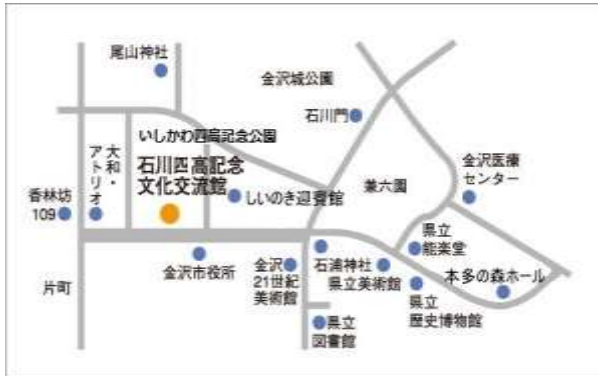 尾山神社
金沢城公園
石川門
いしかわ四高記念公園
大和・
アトリオ
石川四高記念
文化交流館
香林坊
109
しいのき迎賓館
兼六園
金沢医療
センター
県立
能楽堂
金沢市役所
片町
金沢
21世紀
美術館
石浦神社
県立美術館
本多の森ホール
県立
歴史博物館
県立
図書館